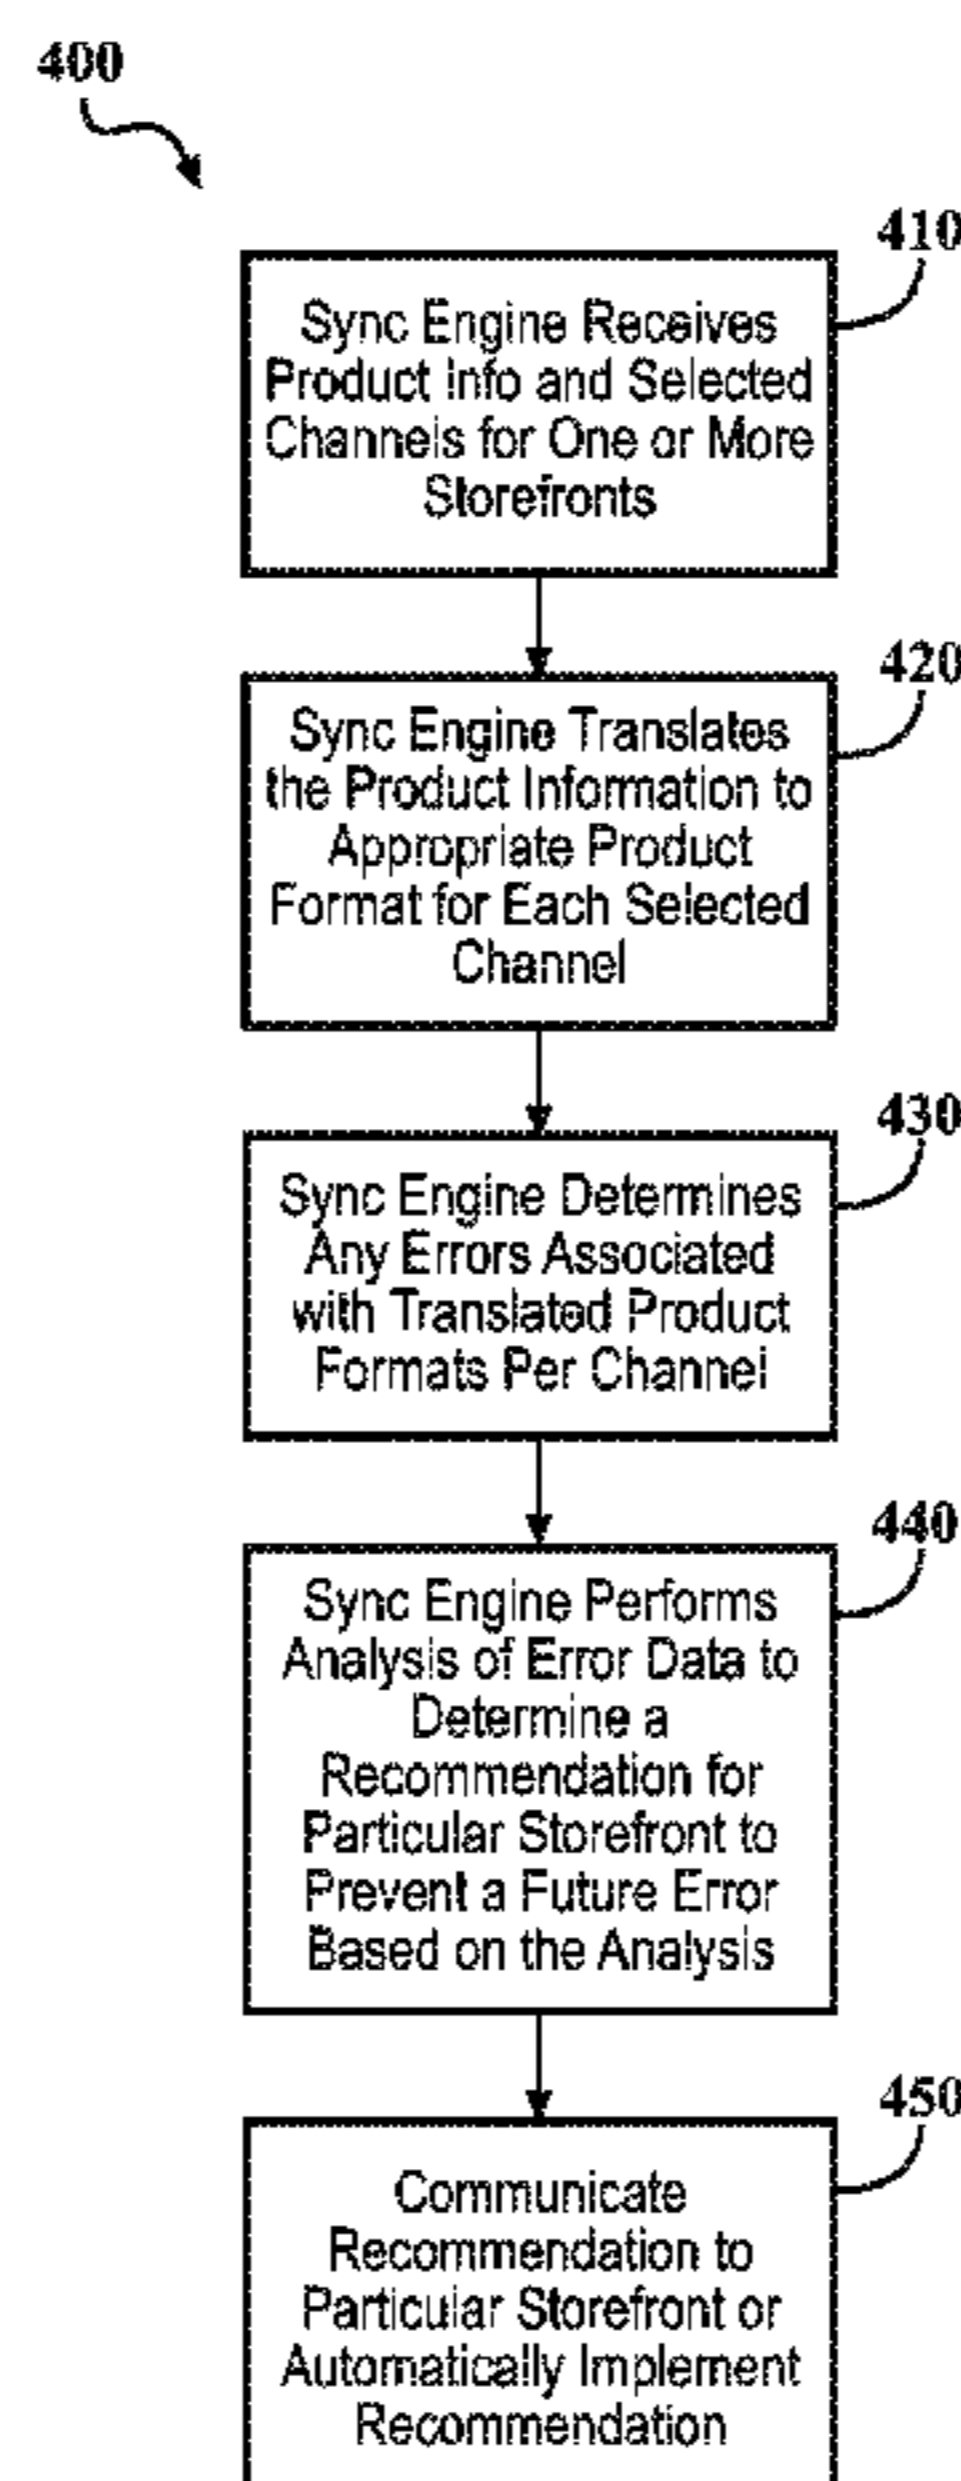 400
410
Sync Engine Receives
Product Info and Selected
Channels for One or More
Storefronts
420
Sync Engine Translates
the Product Information to
Appropriate Product
Format for Each Selected
Channel
430
Sync Engine Determines
Any Errors Associated
with Translated Product
Formats Per Channel
440
Sync Engine Performs
Analysis of Error Data to
Determine a
Recommendation for
Particular Storefront to
Prevent a Future Error
Based on the Analysis
450
Communicate
Recommendation to
Particular Storefront or
Automatically Implement
Recommendation